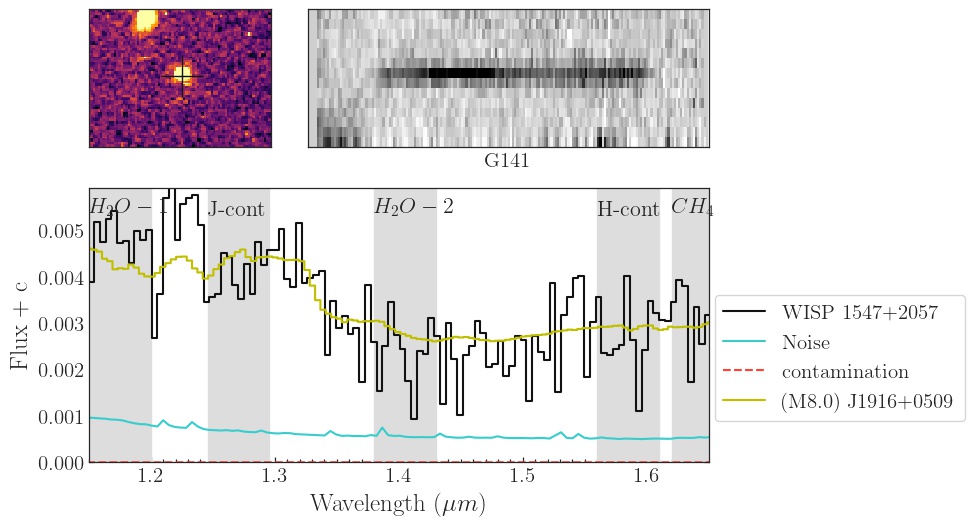 G141
H₂O − 1
J-cont
H₂O − 2
H-cont
CH₄
0.005
0.004
0.003
0.002
0.001
0.000
Flux + c
1.2
1.3
1.4
1.5
1.6
Wavelength (μm)
WISP 1547+2057
Noise
contamination
(M8.0) J1916+0509